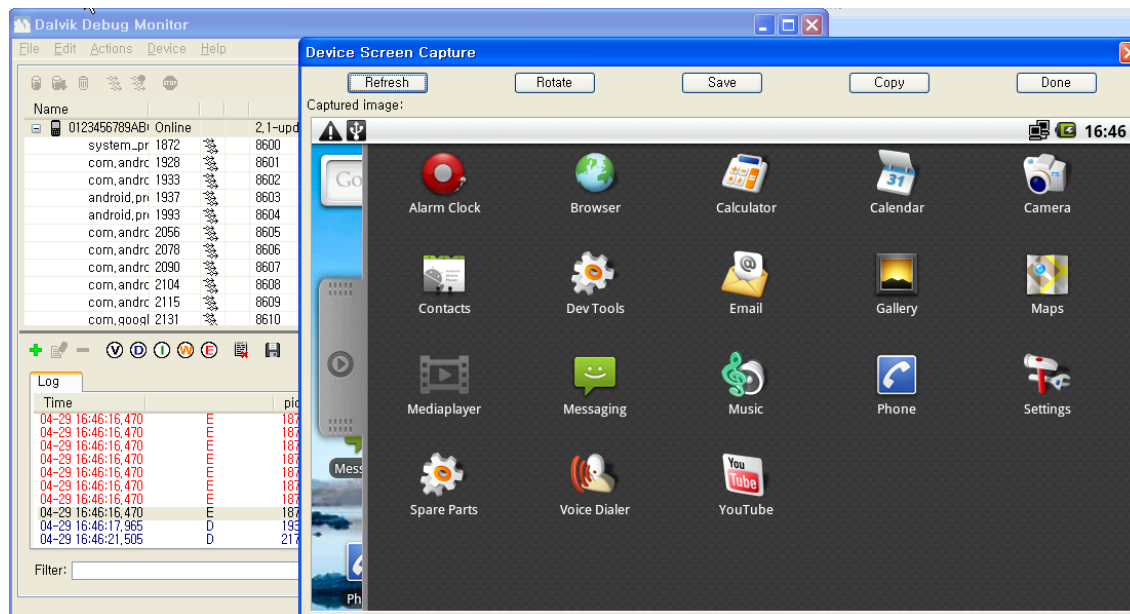 Dalvik Debug Monitor
File Edit Actions Device Help
Device Screen Capture
Refresh Rotate Save Copy Done
Captured image:
16:46
Name
0123456789AB Online 2,1-upd
system_pr 1872 8600
com,andrc 1928 8601
com,andrc 1933 8602
android,pr 1937 8603
android,pr 1993 8604
com,andrc 2056 8605
com,andrc 2078 8606
com,andrc 2090 8607
com,andrc 2104 8608
com,andrc 2115 8609
com,googl 2131 8610
Go
31
Alarm Clock Browser Calculator Calendar Camera
Contacts Dev Tools Email Gallery Maps
Mediaplayer Messaging Music Phone Settings
Mess
You
Tube
Spare Parts Voice Dialer YouTube
Ph
V D I W E
Log
Time pid
04-29 16:46:16,470 E 187
04-29 16:46:16,470 E 187
04-29 16:46:16,470 E 187
04-29 16:46:16,470 E 187
04-29 16:46:16,470 E 187
04-29 16:46:16,470 E 187
04-29 16:46:16,470 E 187
04-29 16:46:16,470 E 187
04-29 16:46:17,965 D 193
04-29 16:46:21,505 D 217
Filter: